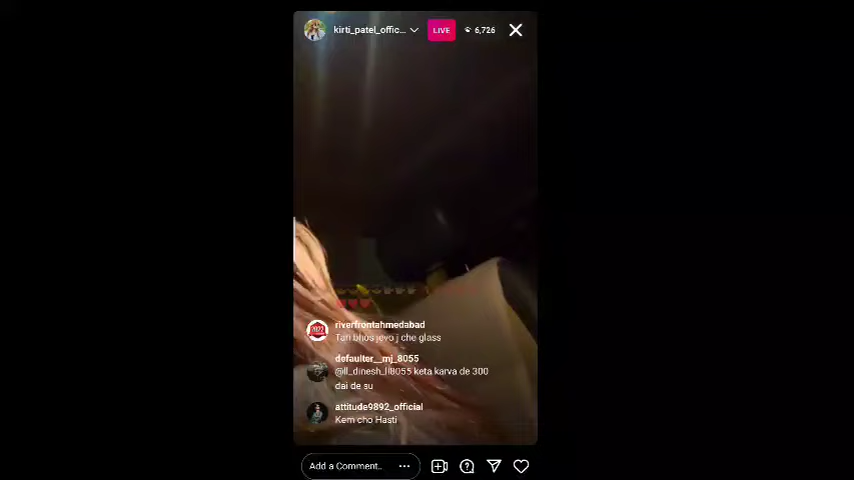 kirti_patel_offic...
LIVE
6,726
riverfrontahmedabad
Tari bhos jevo j che glass
defaulter__mj_8055
@ll_dinesh_ll8055 keta karva de 300
dai de su
attitude9892_official
Kem cho Hasti
Add a Comment..